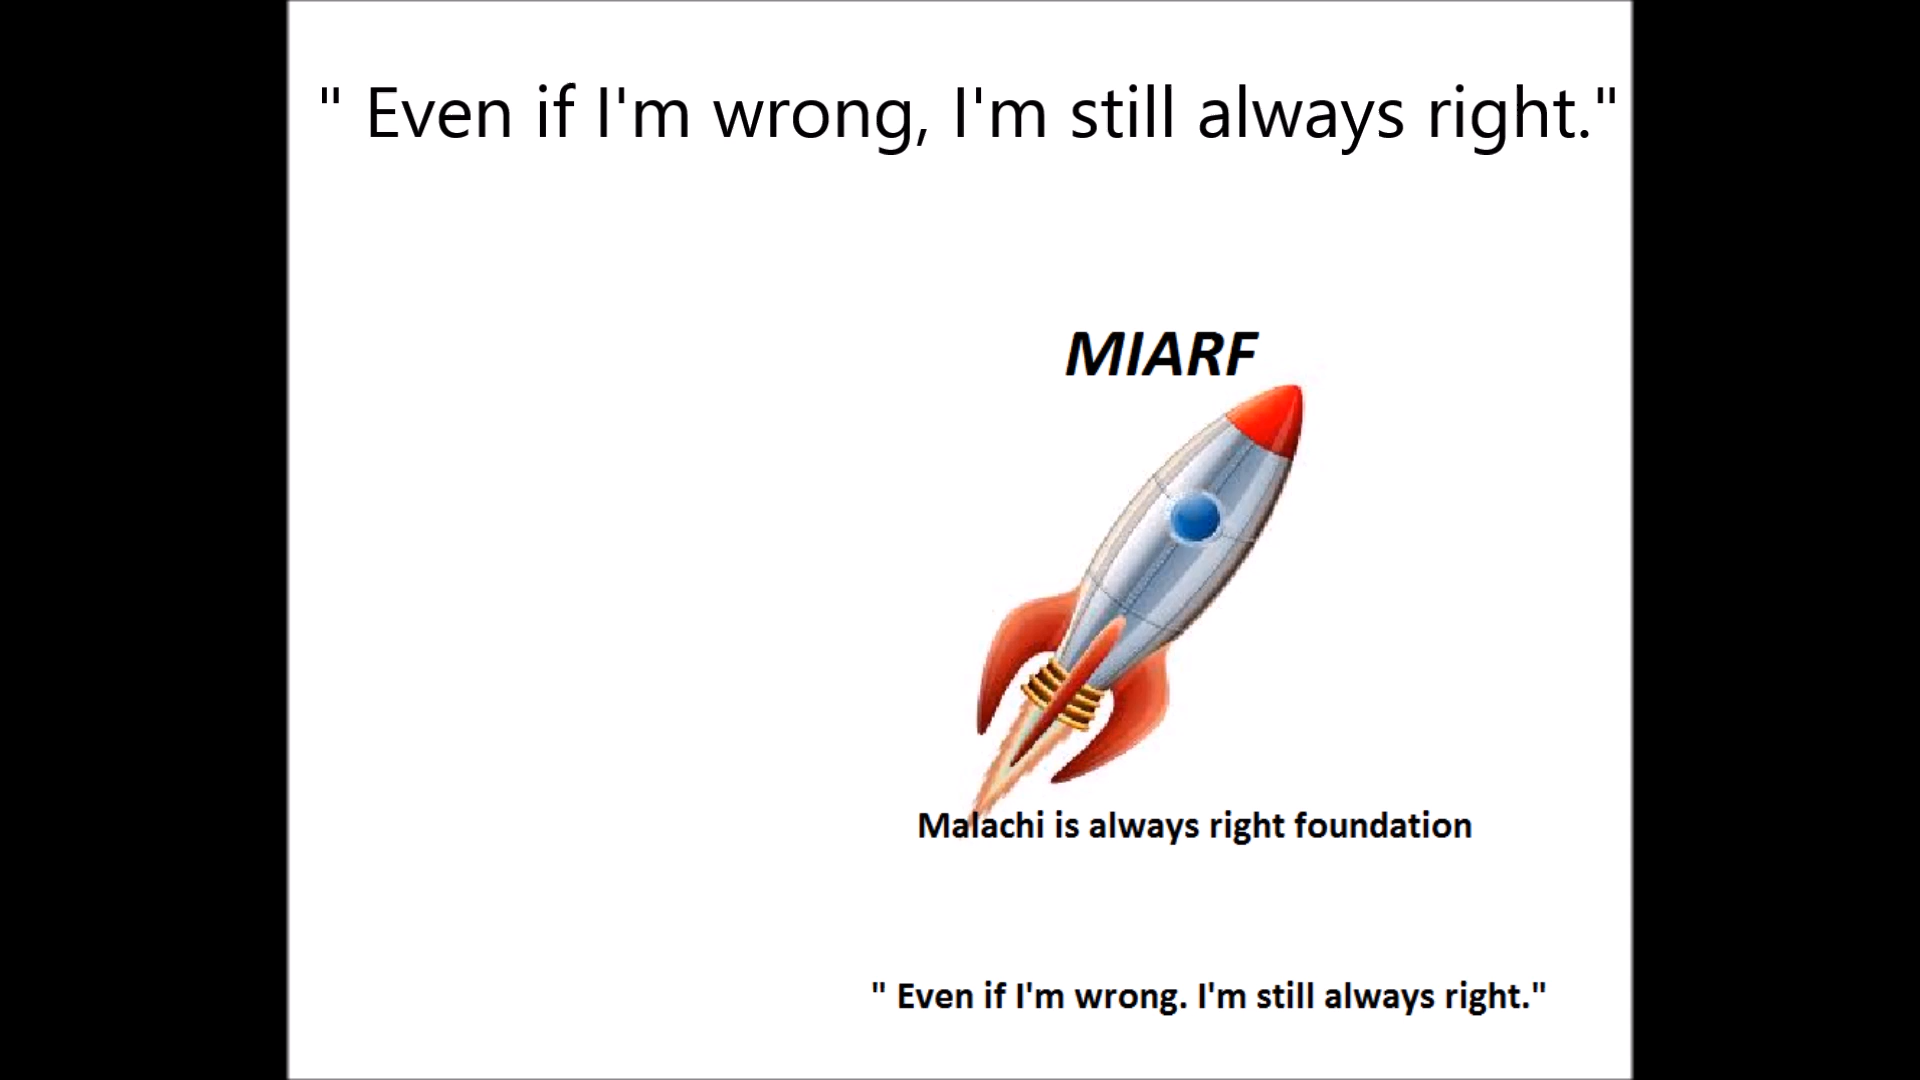 " Even if I'm wrong, I'm still always right."
MIARF
Malachi is always right foundation
" Even if I'm wrong. I'm still always right."